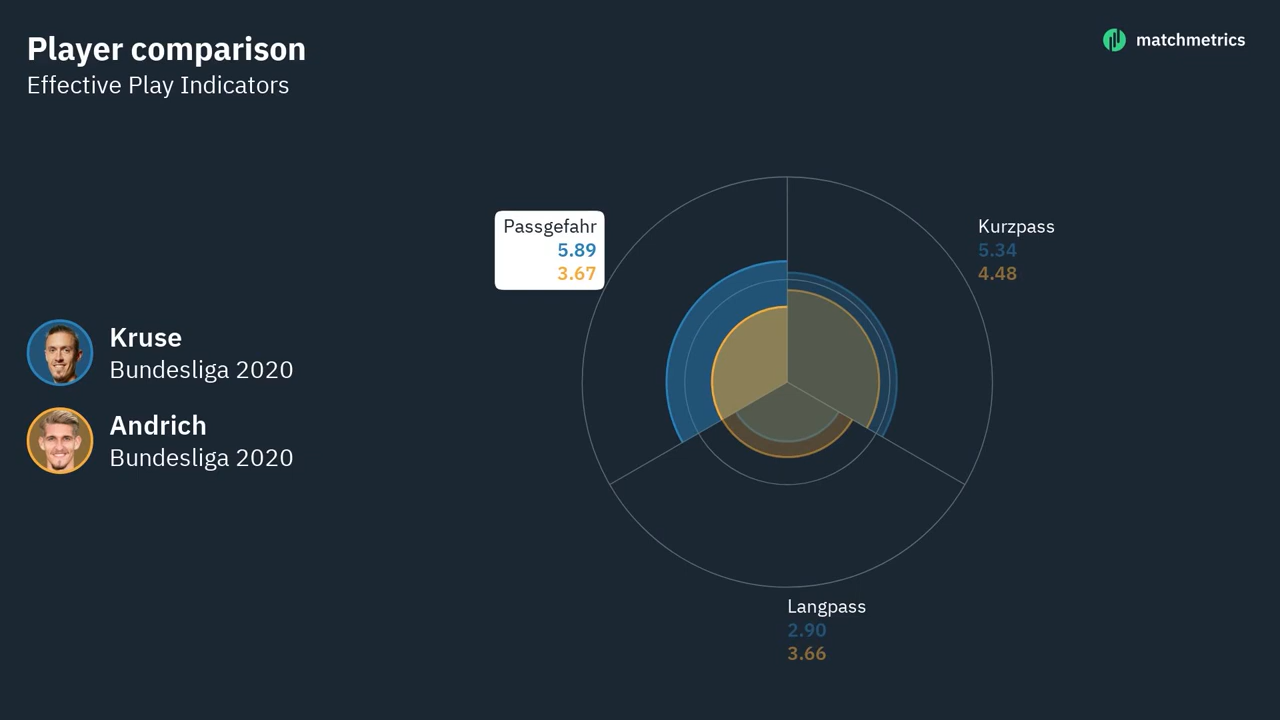 Player comparison
Effective Play Indicators
matchmetrics
Passgefahr
5.89
3.67
Kurzpass
5.34
4.48
Kruse
Bundesliga 2020
Andrich
Bundesliga 2020
Langpass
2.90
3.66